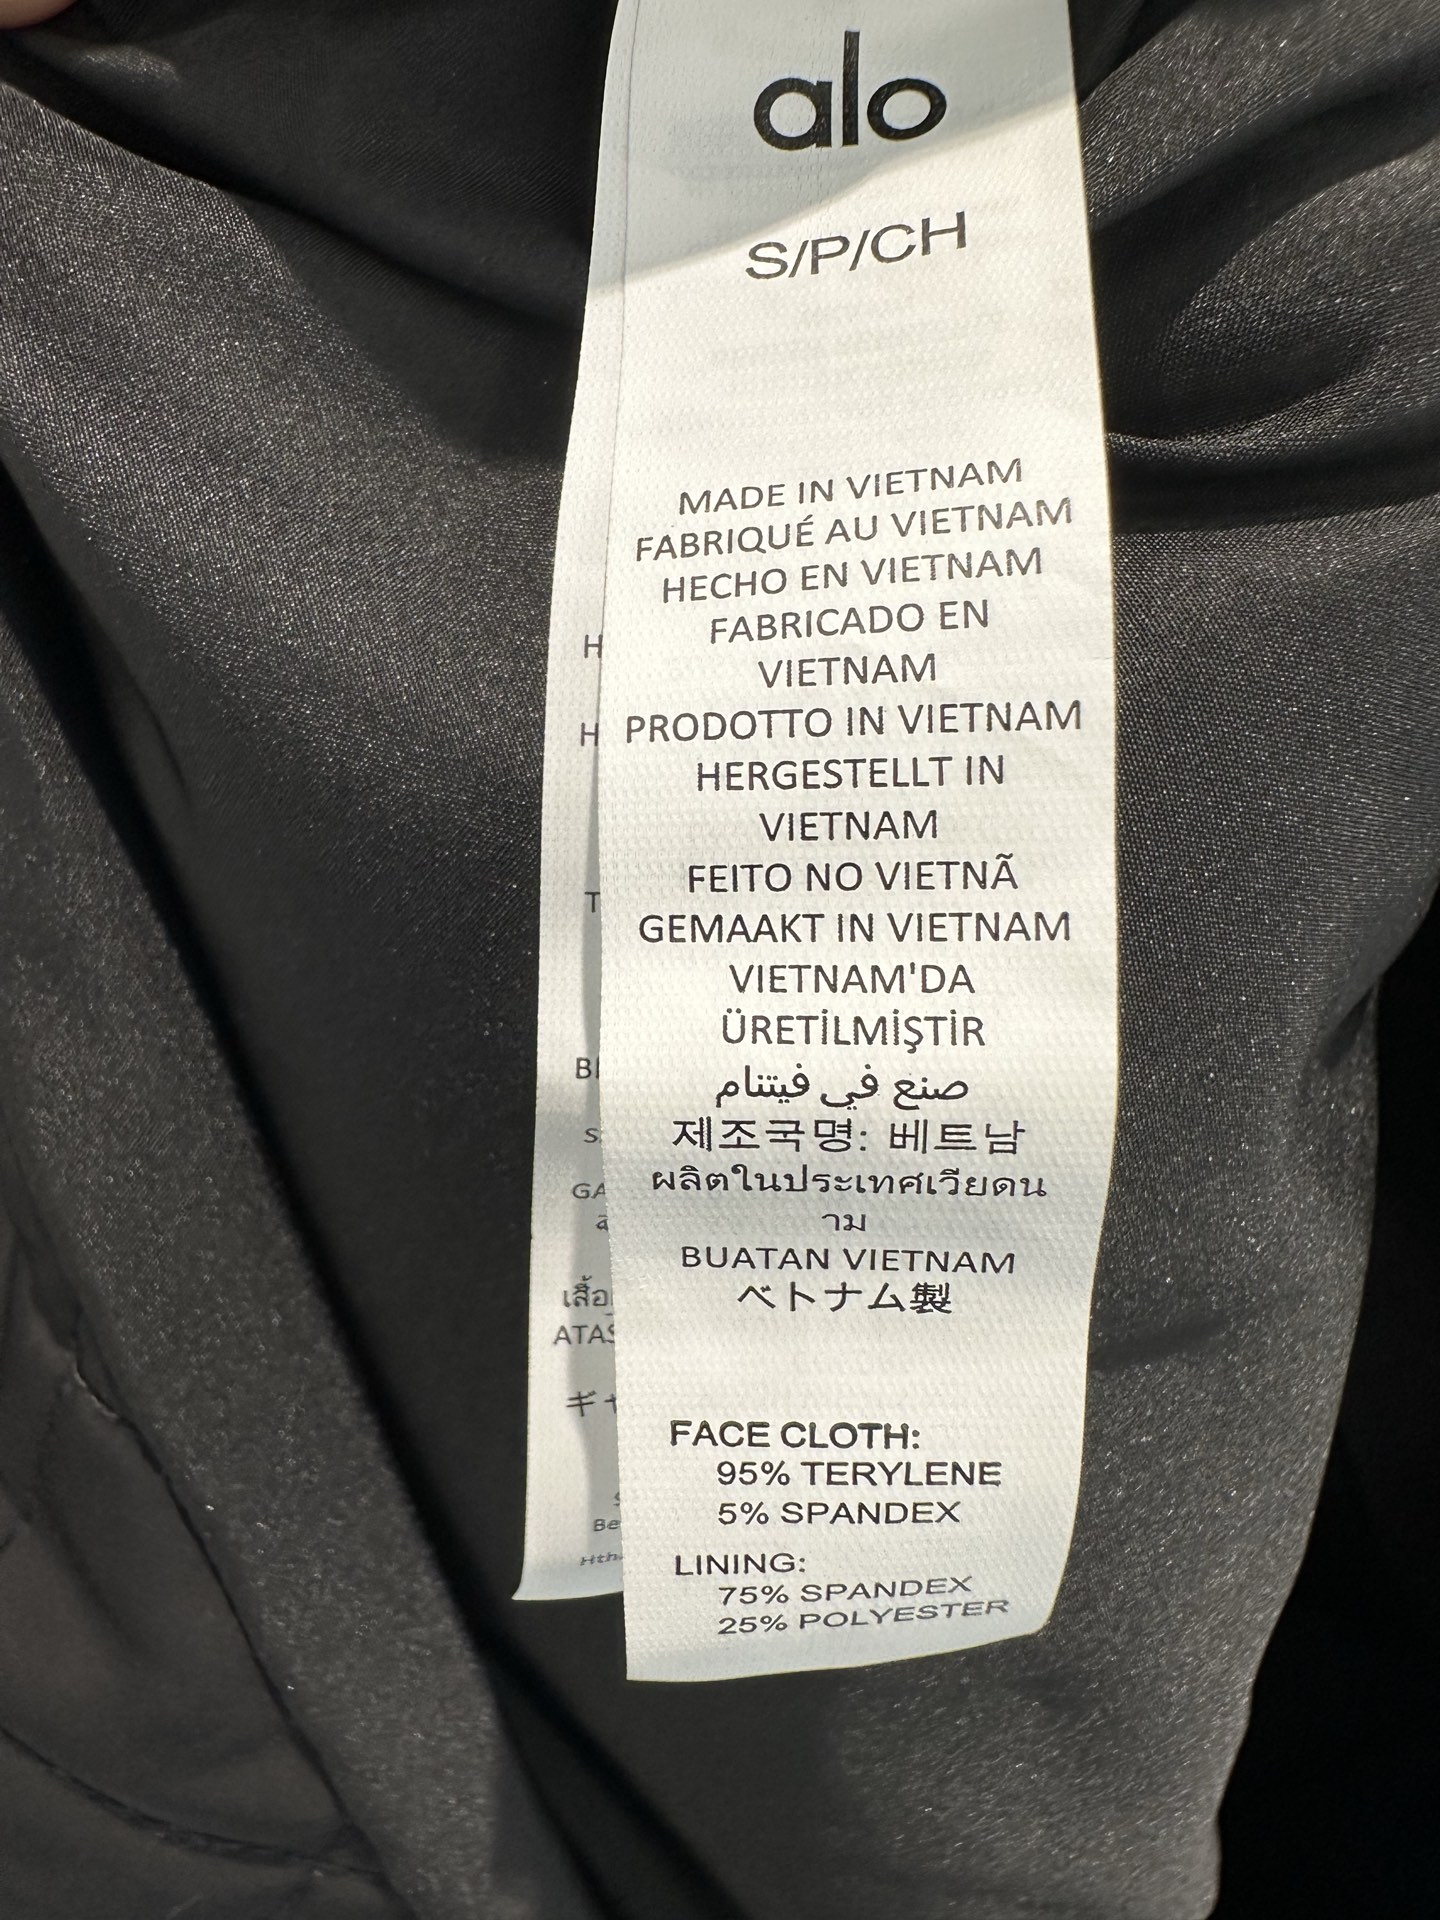 alo
S/P/CH
MADE IN VIETNAM
FABRIQUÉ AU VIETNAM
HECHO EN VIETNAM
FABRICADO EN
VIETNAM
PRODOTTO IN VIETNAM
HERGESTELLT IN
VIETNAM
FEITO NO VIETNÃ
GEMAAKT IN VIETNAM
VIETNAM'DA
ÜRETİLMİŞTİR
صنع في فيتنام
제조국명: 베트남
ผลิตในประเทศเวียดน
าม
BUATAN VIETNAM
ベトナム製
FACE CLOTH:
95% TERYLENE
5% SPANDEX
LINING:
75% SPANDEX
25% POLYESTER